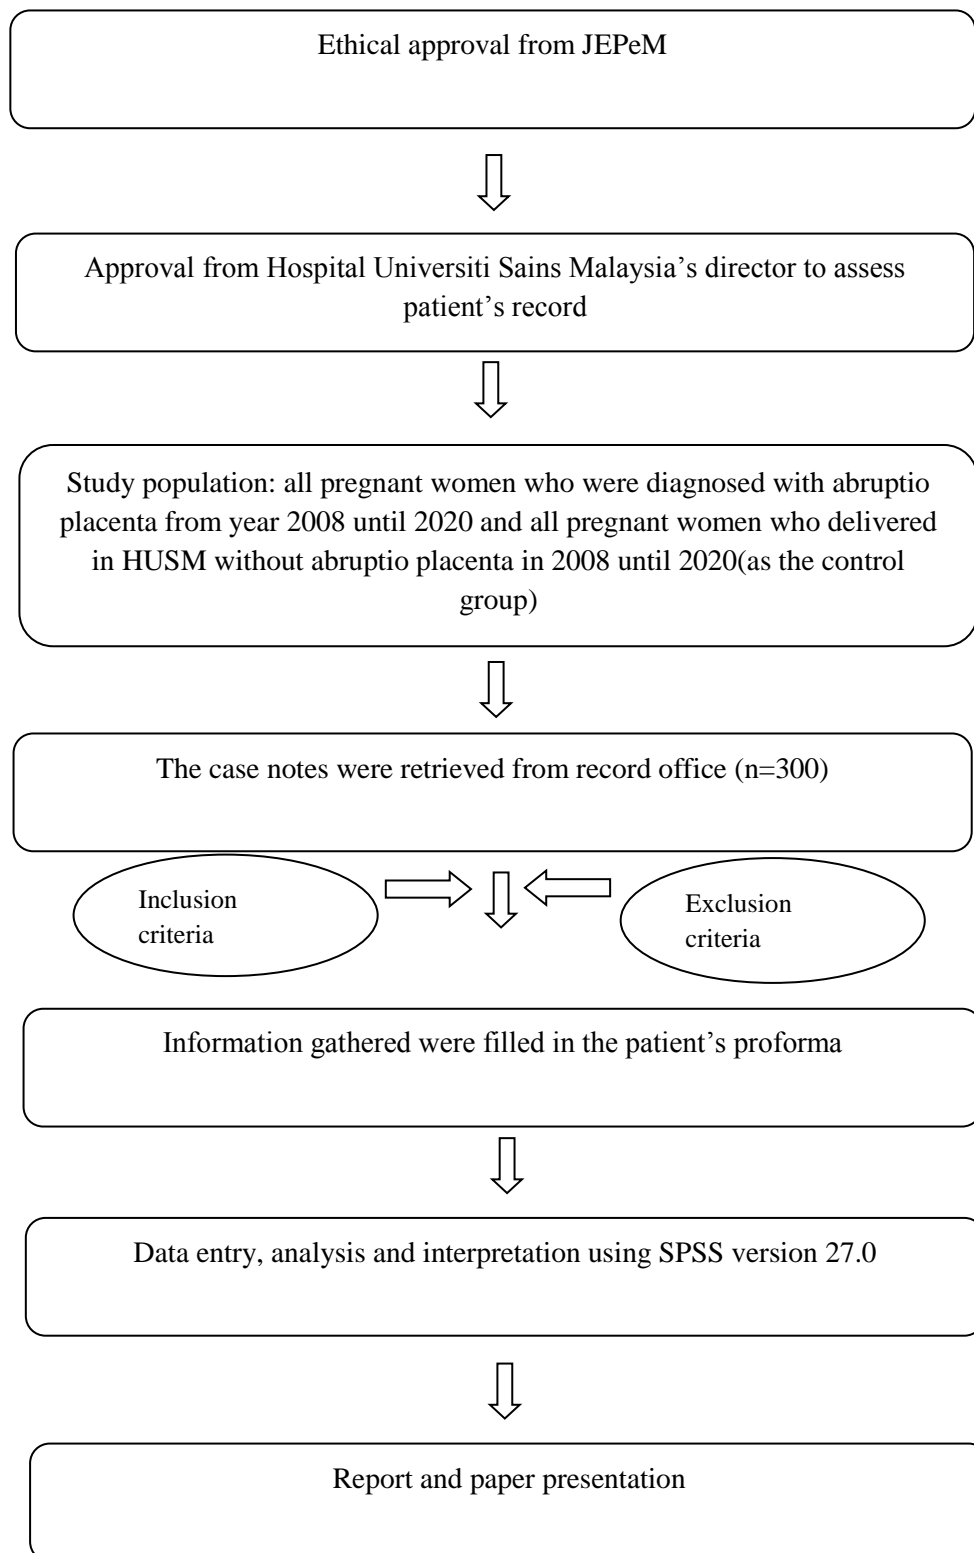 Ethical approval from JEPeM
Approval from Hospital Universiti Sains Malaysia’s director to assess
patient’s record
Study population: all pregnant women who were diagnosed with abruptio
placenta from year 2008 until 2020 and all pregnant women who delivered
in HUSM without abruptio placenta in 2008 until 2020(as the control
group)
The case notes were retrieved from record office (n=300)
Inclusion
criteria
Exclusion
criteria
Information gathered were filled in the patient’s proforma
Data entry, analysis and interpretation using SPSS version 27.0
Report and paper presentation